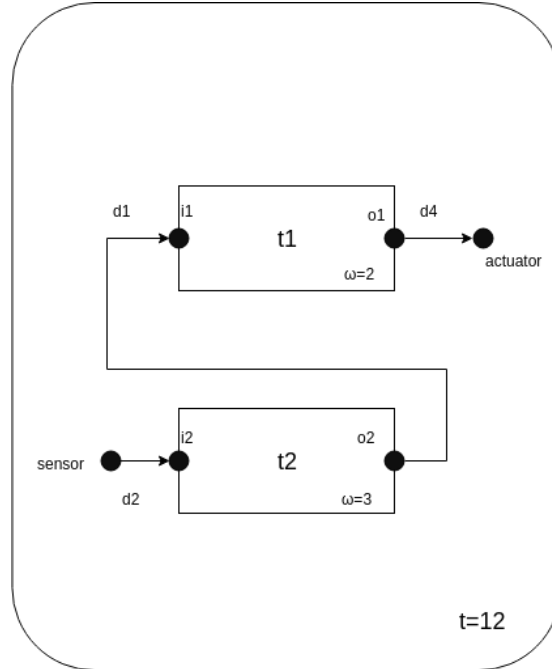 d1
i1
t1
o1
d4
ω=2
actuator
sensor
d2
i2
t2
o2
ω=3
t=12